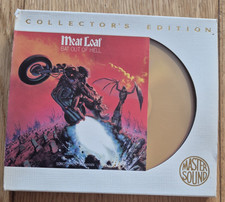 COLLECTOR'S EDITION
Meat Loaf
BAT OUT OF HELL
MASTER
SOUND